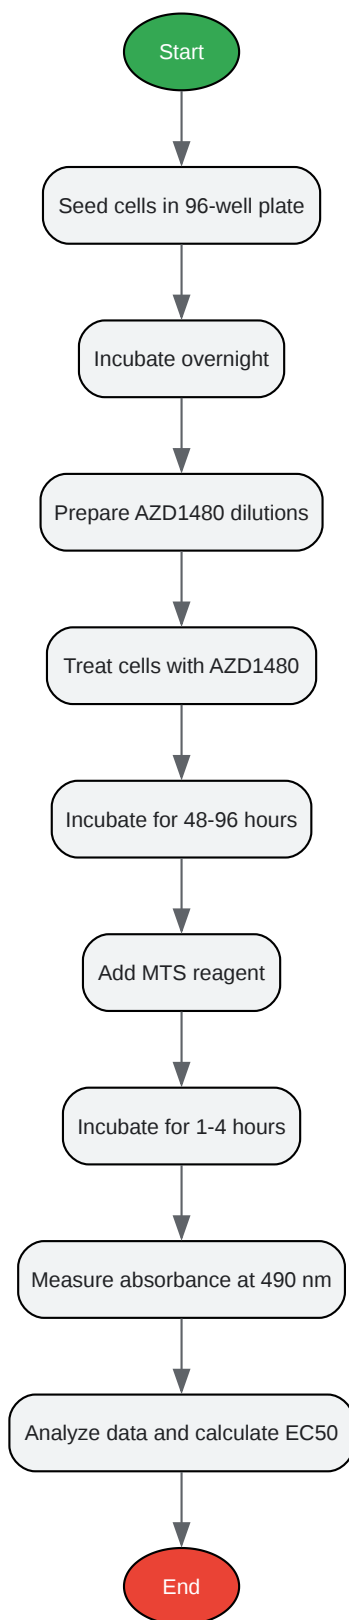 Start
Seed cells in 96-well plate
Incubate overnight
Prepare AZD1480 dilutions
Treat cells with AZD1480
Incubate for 48-96 hours
Add MTS reagent
Incubate for 1-4 hours
Measure absorbance at 490 nm
Analyze data and calculate EC50
End